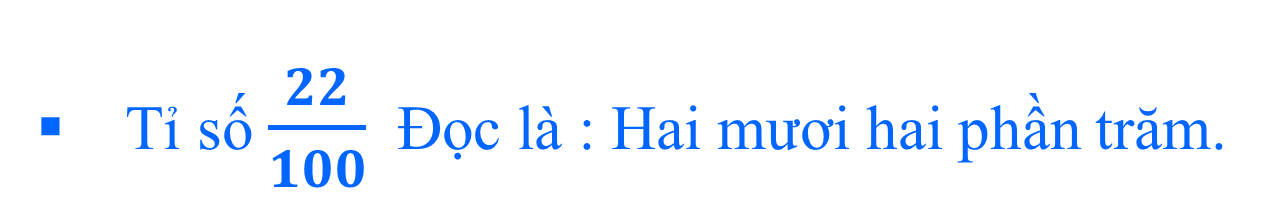 ▪ Tỉ số 22/100 Đọc là : Hai mươi hai phần trăm.